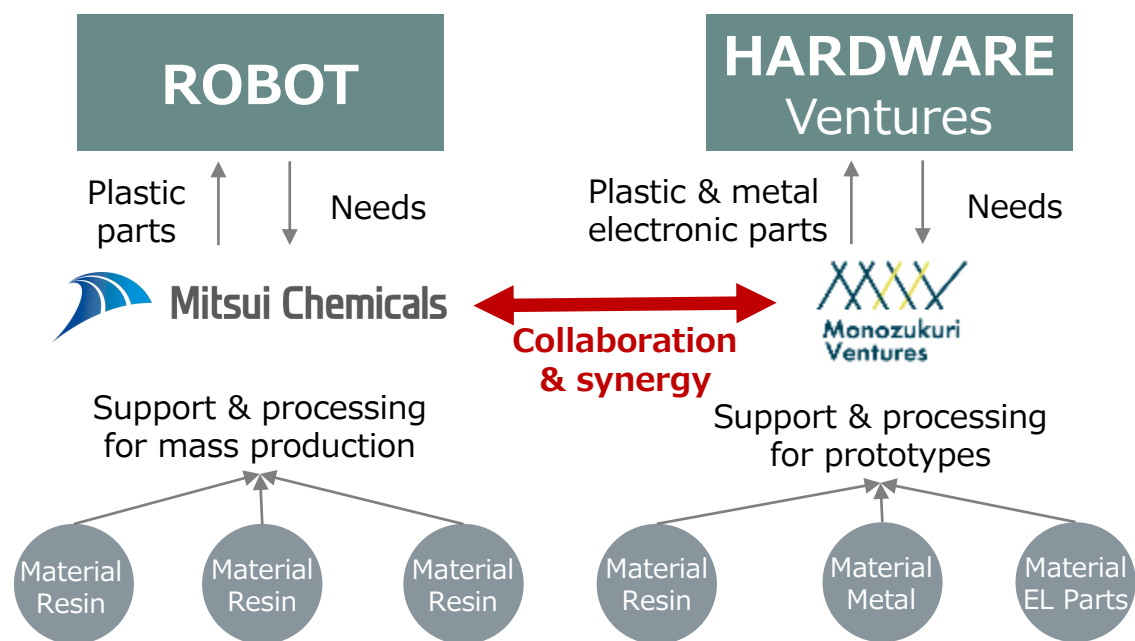 ROBOT
HARDWARE
Ventures
Plastic
parts
Needs
Plastic & metal
electronic parts
Needs
Mitsui Chemicals
Collaboration
& synergy
Monozukuri
Ventures
Support & processing
for mass production
Support & processing
for prototypes
Material
Resin
Material
Resin
Material
Resin
Material
Resin
Material
Metal
Material
EL Parts